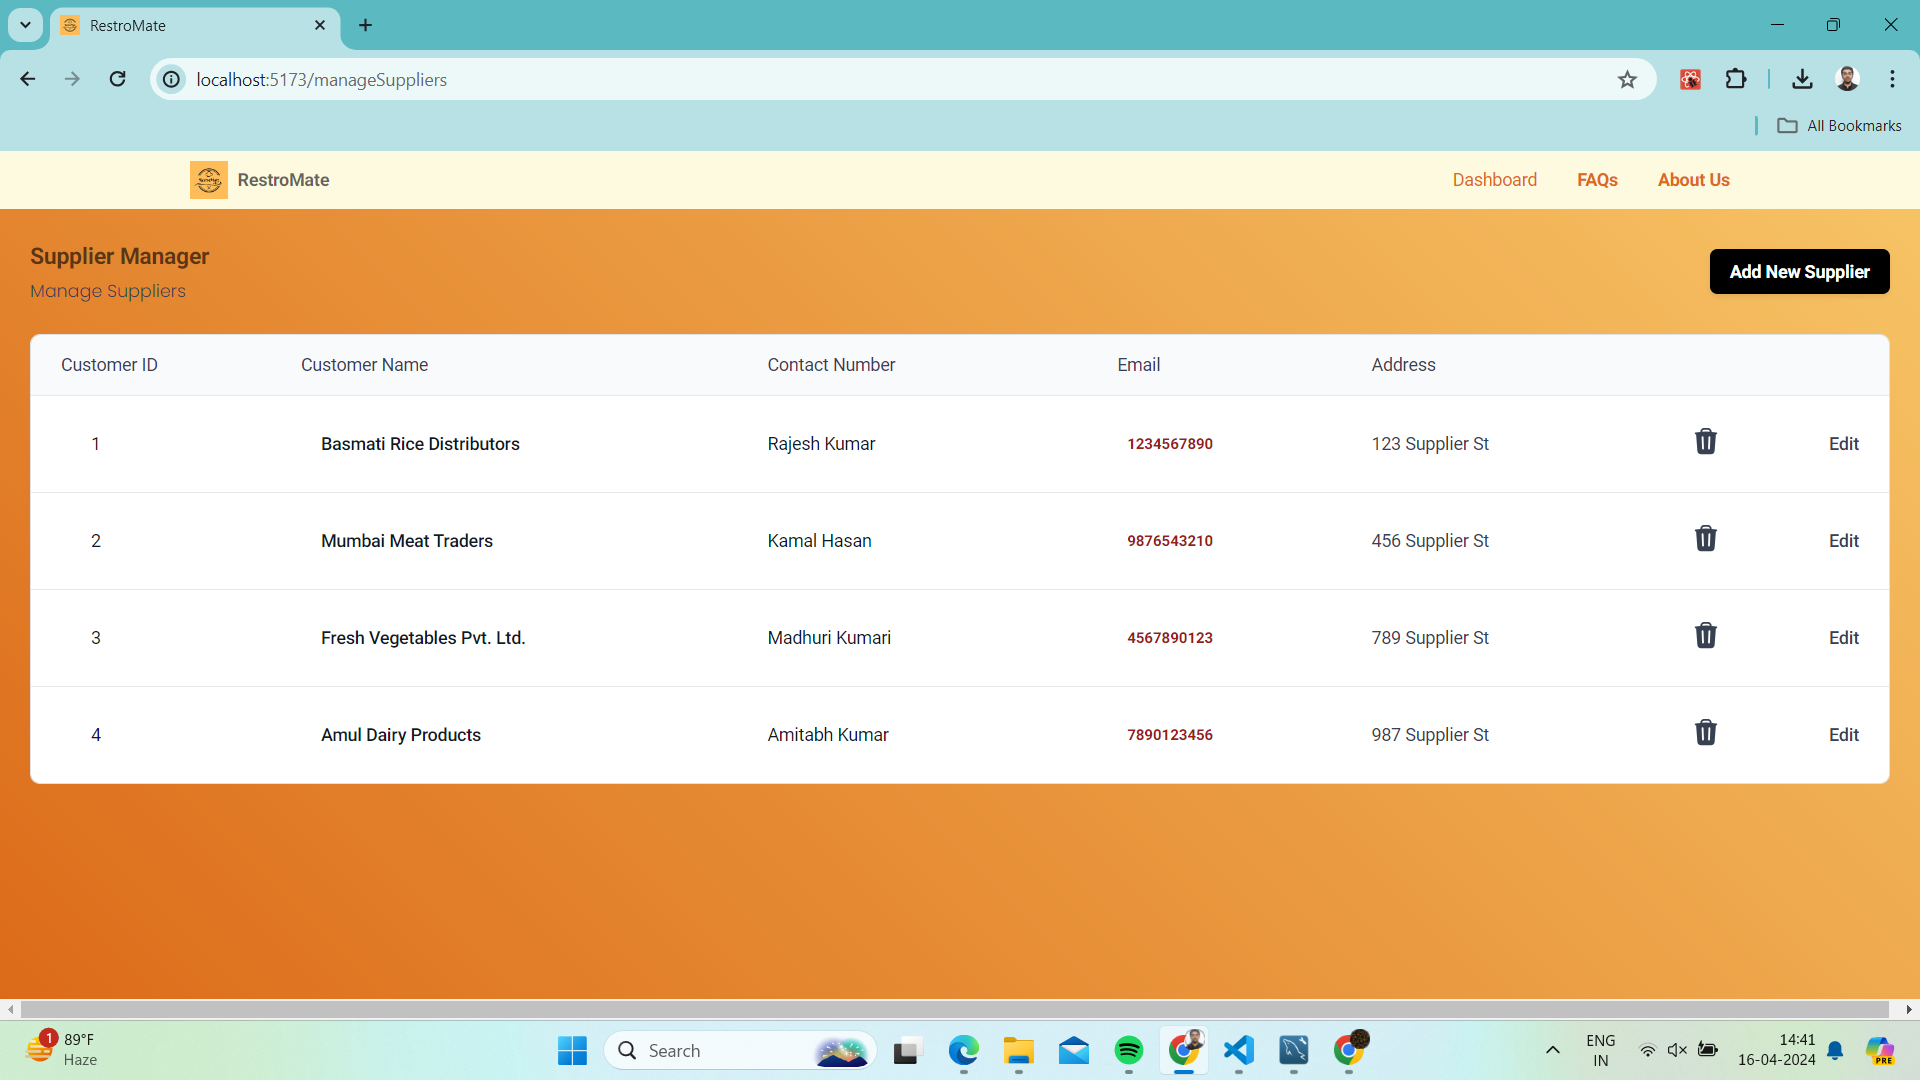 RestroMate
localhost:5173/manageSuppliers
All Bookmarks
RestroMate
Dashboard FAQs About Us
Supplier Manager
Manage Suppliers
Add New Supplier
Customer ID Customer Name Contact Number Email Address
1 Basmati Rice Distributors Rajesh Kumar 1234567890 123 Supplier St Edit
2 Mumbai Meat Traders Kamal Hasan 9876543210 456 Supplier St Edit
3 Fresh Vegetables Pvt. Ltd. Madhuri Kumari 4567890123 789 Supplier St Edit
4 Amul Dairy Products Amitabh Kumar 7890123456 987 Supplier St Edit
1 89°F
Haze
Search
ENG
IN
14:41
16-04-2024
PRE